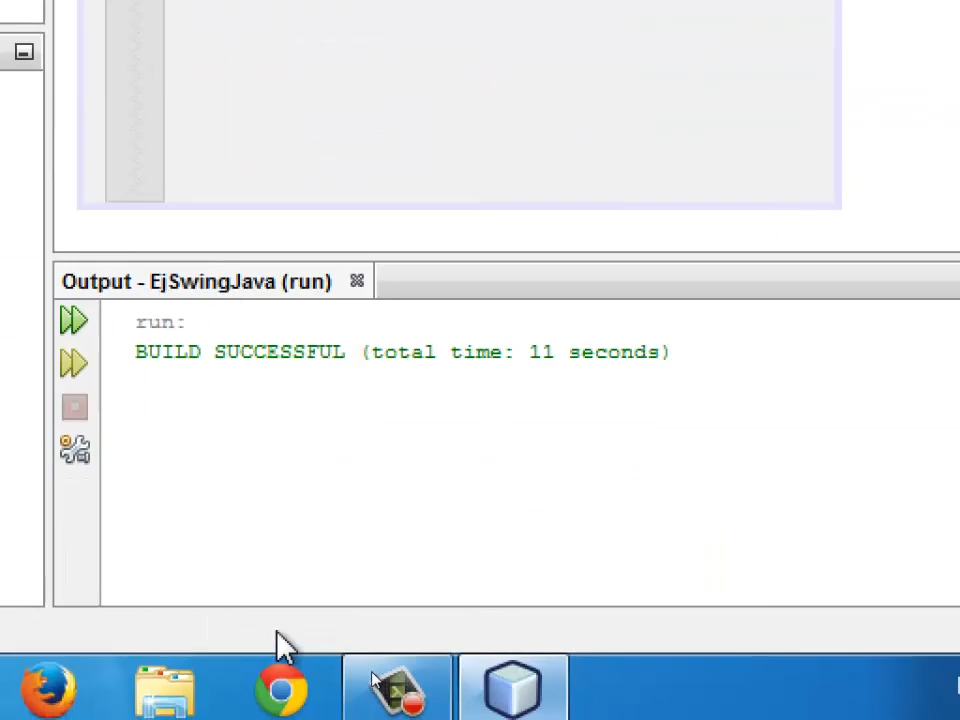 Output - EjSwingJava (run)
run:
BUILD SUCCESSFUL (total time: 11 seconds)